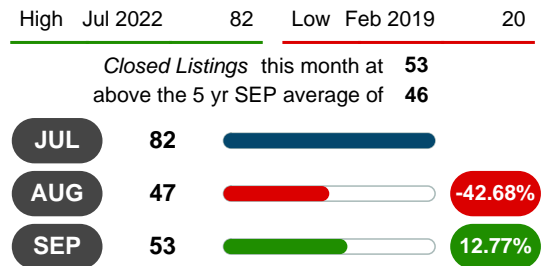 High Jul 2022 82 Low Feb 2019 20
Closed Listings this month at 53
above the 5 yr SEP average of 46
JUL 82
AUG 47 -42.68%
SEP 53 12.77%